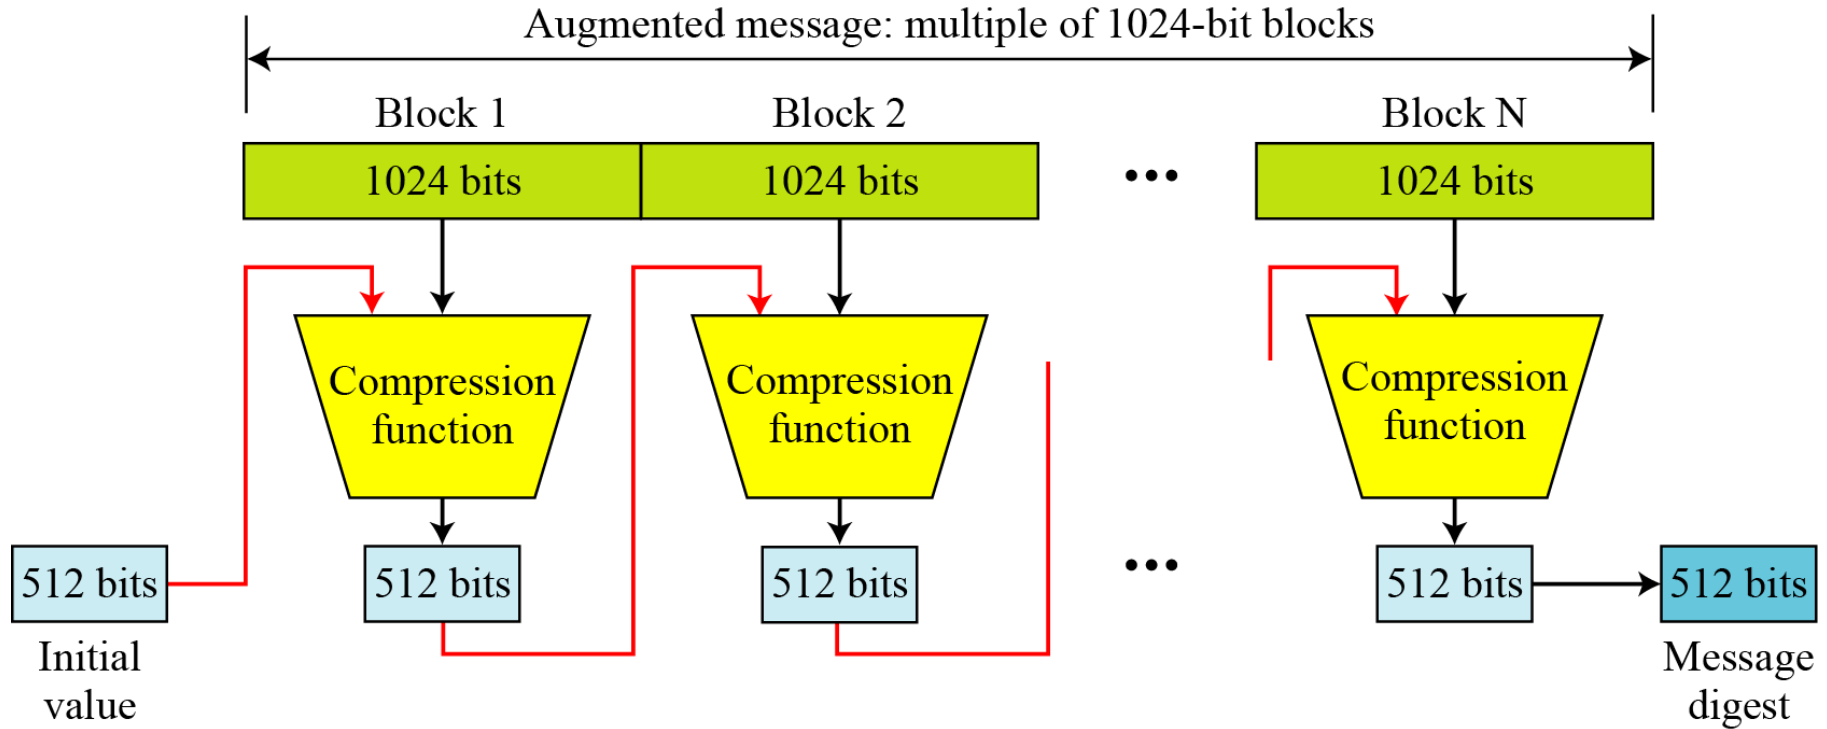 Augmented message: multiple of 1024-bit blocks
Block 1
Block 2
Block N
1024 bits
1024 bits
...
1024 bits
Compression
function
Compression
function
Compression
function
512 bits
512 bits
512 bits
...
512 bits
512 bits
Initial
value
Message
digest